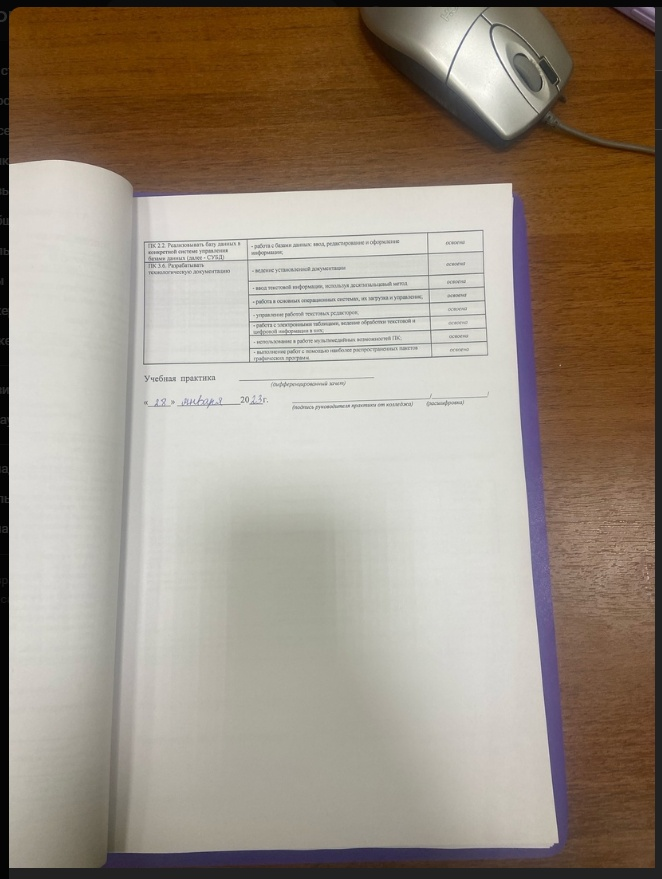 ПК 2.2. Реализовывать базу данных в
конкретной системе управления
базами данных (далее - СУБД)
- работа с базами данных: ввод, редактирование и оформление
информации;
освоена
ПК 3.6. Разрабатывать
технологическую документацию
- ведение установленной документации
освоена
- ввод текстовой информации, используя десятипальцевый метод
освоена
- работа в основных операционных системах, их загрузка и управление;
освоена
- управление работой текстовых редакторов;
освоена
- работа с электронными таблицами, ведение обработки текстовой и
цифровой информации в них;
освоена
- использование в работе мультимедийных возможностей ПК;
освоена
- выполнение работ с помощью наиболее распространенных пакетов
графических программ
освоена
Учебная практика
(дифференцированный зачет)
« 28 » января 2023г.
/ /
(подпись руководителя практики от колледжа) (расшифровка)